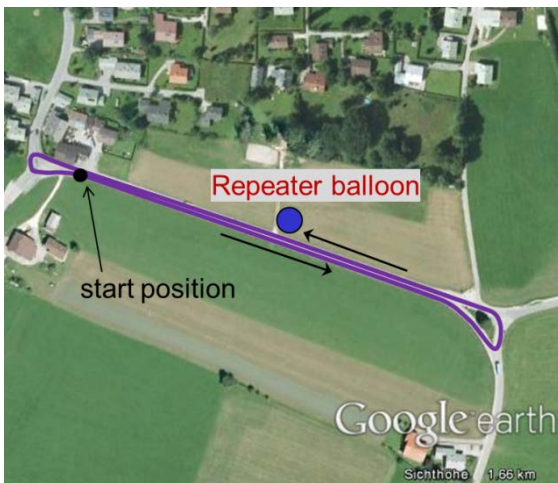 Repeater balloon
start position
Google earth
Sichthöhe 1,66 km